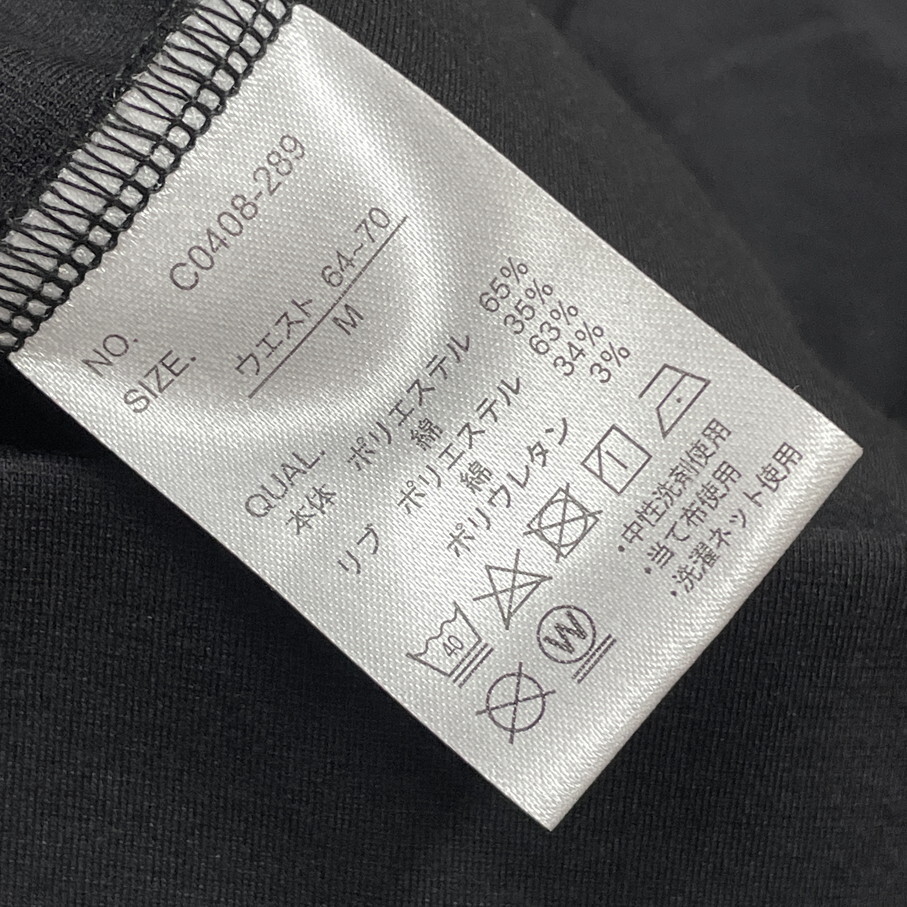 NO. C0408-289
SIZE. ウエスト 64~70
M
QUAL.
本体 ポリエステル 65%
綿 35%
リブ ポリエステル 63%
綿 34%
ポリウレタン 3%
40
W
・中性洗剤使用
・当て布使用
・洗濯ネット使用